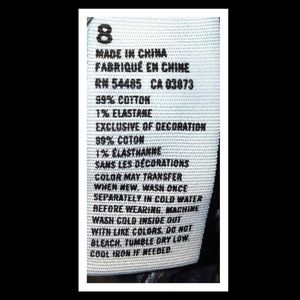 8
MADE IN CHINA
FABRIQUÉ EN CHINE
RN 54485 CA 03073
99% COTTON
1% ELASTANE
EXCLUSIVE OF DECORATION
99% COTON
1% ÉLASTHANNE
SANS LES DÉCORATIONS
COLOR MAY TRANSFER
WHEN NEW. WASH ONCE
SEPARATELY IN COLD WATER
BEFORE WEARING. MACHINE
WASH COLD INSIDE OUT
WITH LIKE COLORS. DO NOT
BLEACH. TUMBLE DRY LOW.
COOL IRON IF NEEDED.